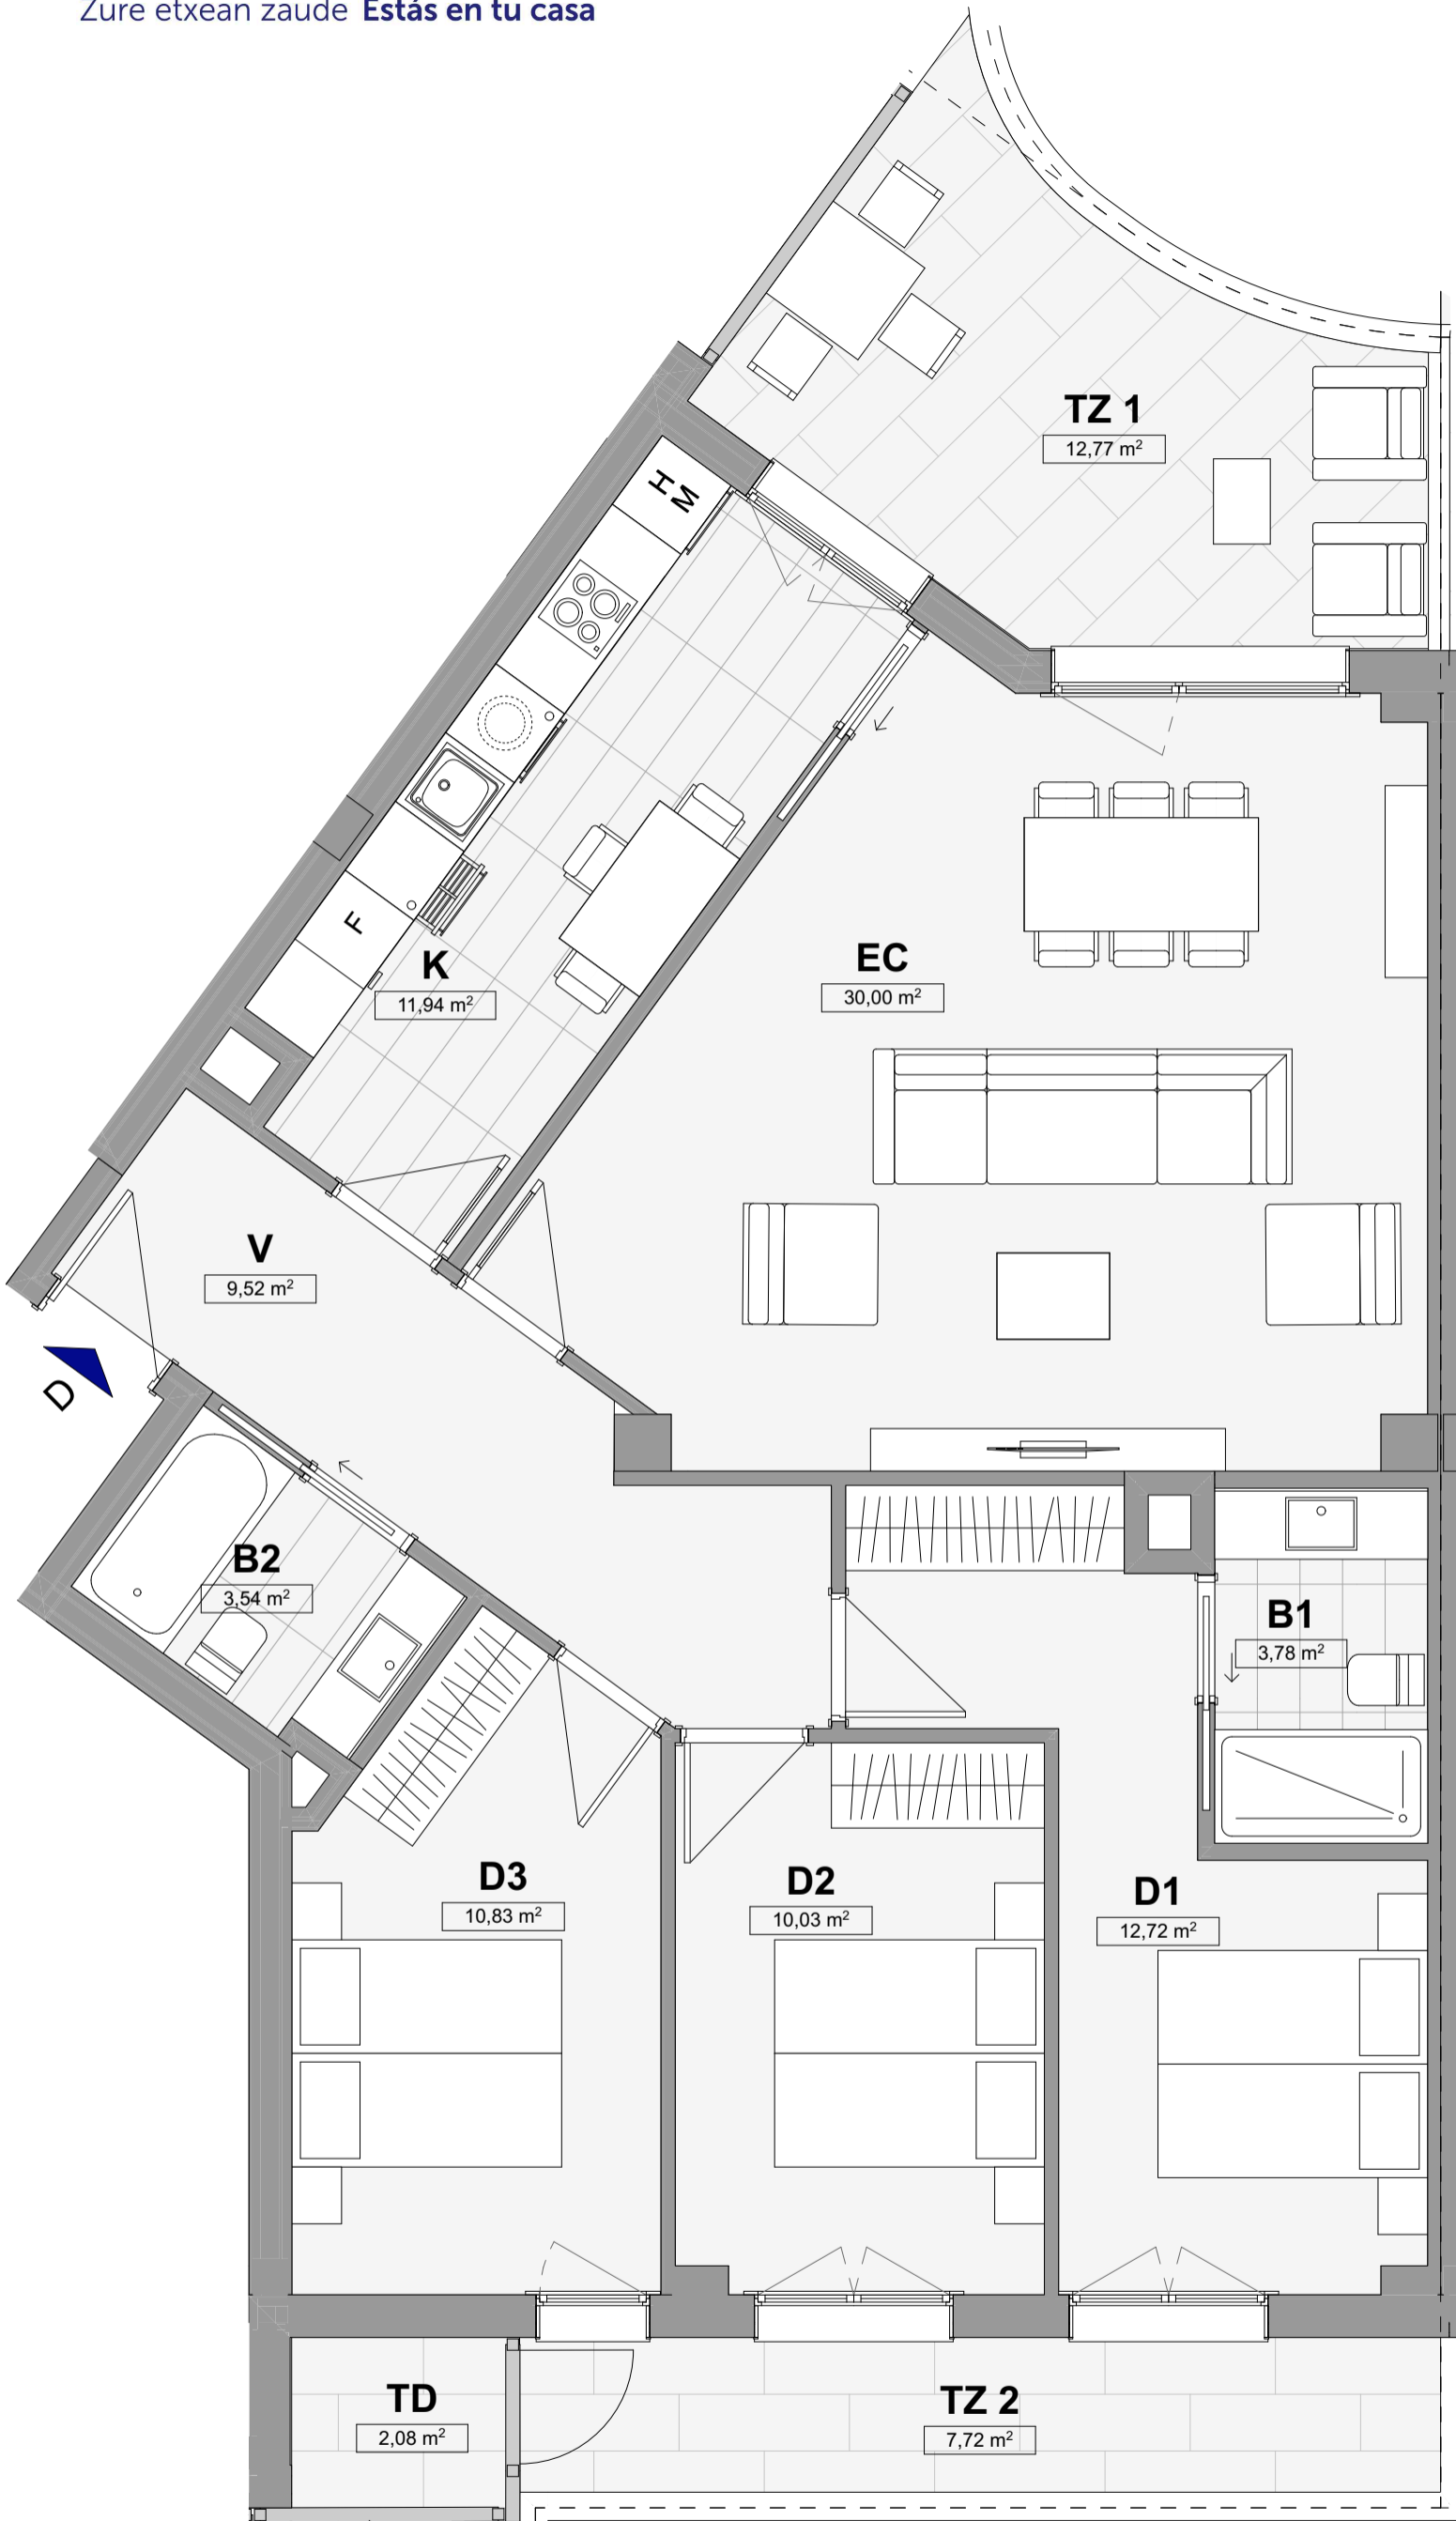 Zure etxean zaude Estás en tu casa
TZ 1
12,77 m²
H
M
F
K
11,94 m²
EC
30,00 m²
V
9,52 m²
D
B2
3,54 m²
B1
3,78 m²
D3
10,83 m²
D2
10,03 m²
D1
12,72 m²
TD
2,08 m²
TZ 2
7,72 m²